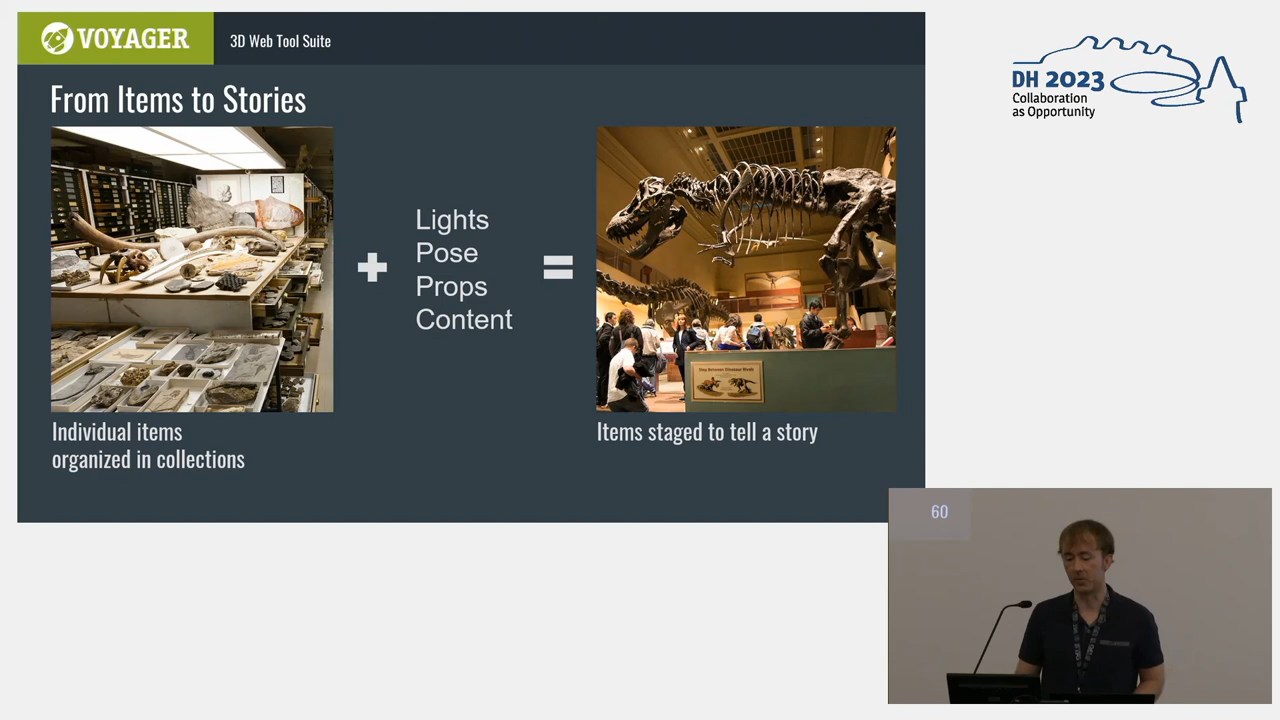 VOYAGER
3D Web Tool Suite
From Items to Stories
Lights
Pose
Props
Content
Individual items
organized in collections
Items staged to tell a story
DH 2023
Collaboration
as Opportunity
60